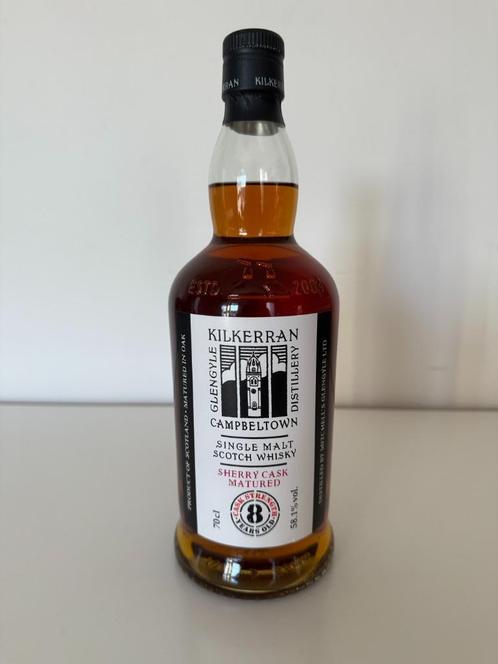 KILKERRAN
ESTD 200
KILKERRAN
GLENGYLE
DISTILLERY
CAMPBELTOWN
SINGLE MALT
SCOTCH WHISKY
SHERRY CASK
MATURED
CASK STRENGTH
8
YEARS OLD
70cl
58.1% vol.
PRODUCT OF SCOTLAND • MATURED IN OAK
DISTILLED BY MITCHELL'S GLENGYLE LTD